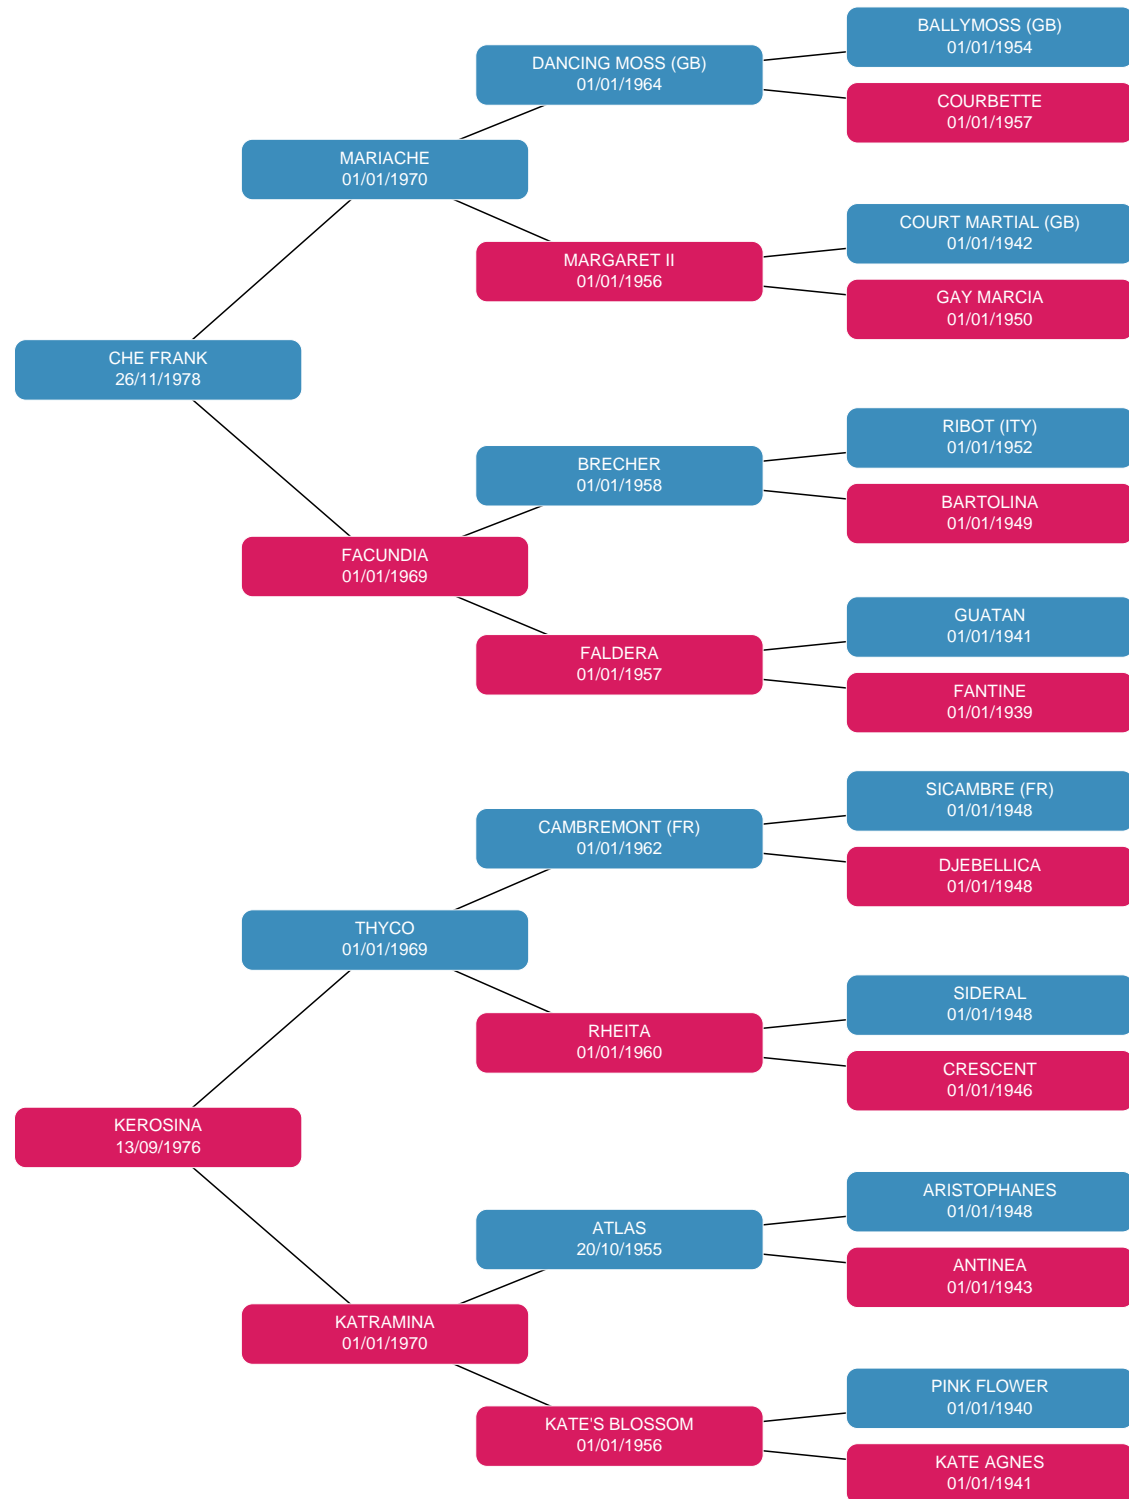 BALLYMOSS (GB)
01/01/1954
DANCING MOSS (GB)
01/01/1964
COURBETTE
01/01/1957
MARIACHE
01/01/1970
COURT MARTIAL (GB)
01/01/1942
MARGARET II
01/01/1956
GAY MARCIA
01/01/1950
CHE FRANK
26/11/1978
RIBOT (ITY)
01/01/1952
BRECHER
01/01/1958
BARTOLINA
01/01/1949
FACUNDIA
01/01/1969
GUATAN
01/01/1941
FALDERA
01/01/1957
FANTINE
01/01/1939
SICAMBRE (FR)
01/01/1948
CAMBREMONT (FR)
01/01/1962
DJEBELLICA
01/01/1948
THYCO
01/01/1969
SIDERAL
01/01/1948
RHEITA
01/01/1960
CRESCENT
01/01/1946
KEROSINA
13/09/1976
ARISTOPHANES
01/01/1948
ATLAS
20/10/1955
ANTINEA
01/01/1943
KATRAMINA
01/01/1970
PINK FLOWER
01/01/1940
KATE'S BLOSSOM
01/01/1956
KATE AGNES
01/01/1941